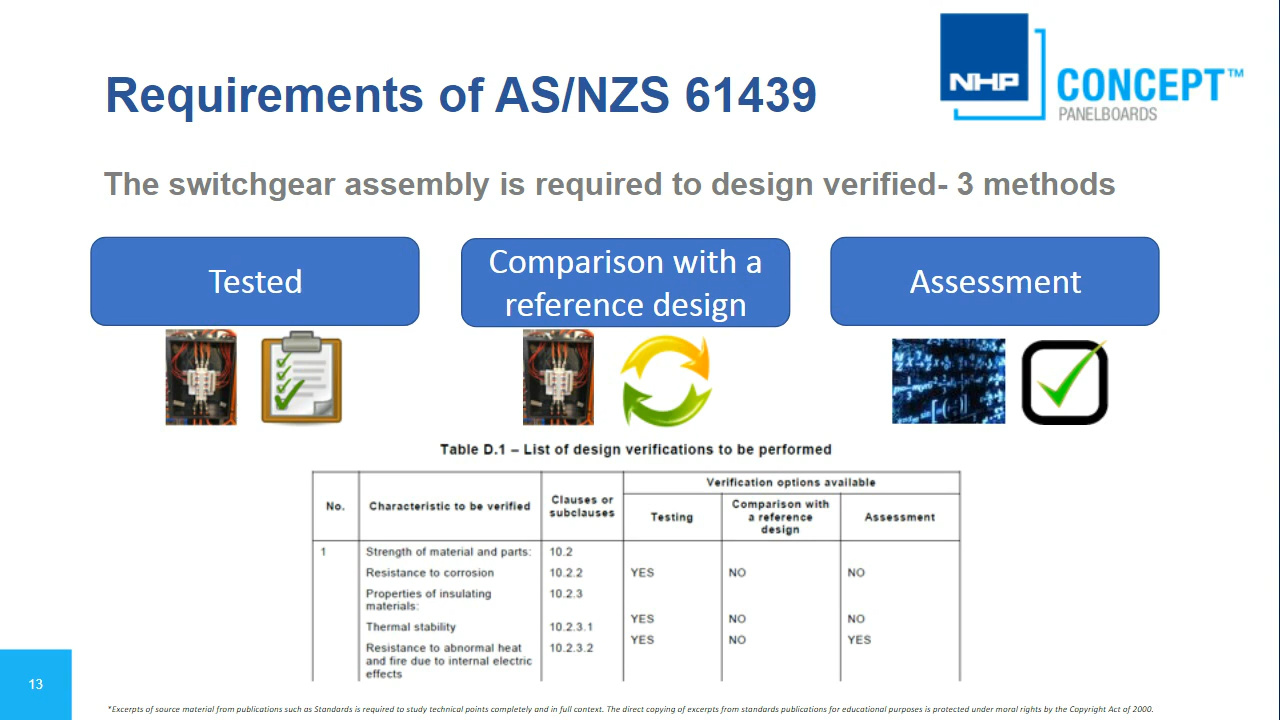 NHP
CONCEPT™
PANELBOARDS
Requirements of AS/NZS 61439
The switchgear assembly is required to design verified- 3 methods
Tested
Comparison with a
reference design
Assessment
Table D.1 – List of design verifications to be performed
No.
Characteristic to be verified
Clauses or
subclauses
Verification options available
Testing
Comparison with
a reference
design
Assessment
1 Strength of material and parts: 10.2
Resistance to corrosion 10.2.2 YES NO NO
Properties of insulating 10.2.3
materials:
Thermal stability 10.2.3.1 YES NO NO
Resistance to abnormal heat 10.2.3.2 YES NO YES
and fire due to internal electric
effects
13
*Excerpts of source material from publications such as Standards is required to study technical points completely and in full context. The direct copying of excerpts from standards publications for educational purposes is protected under moral rights by the Copyright Act of 2000.